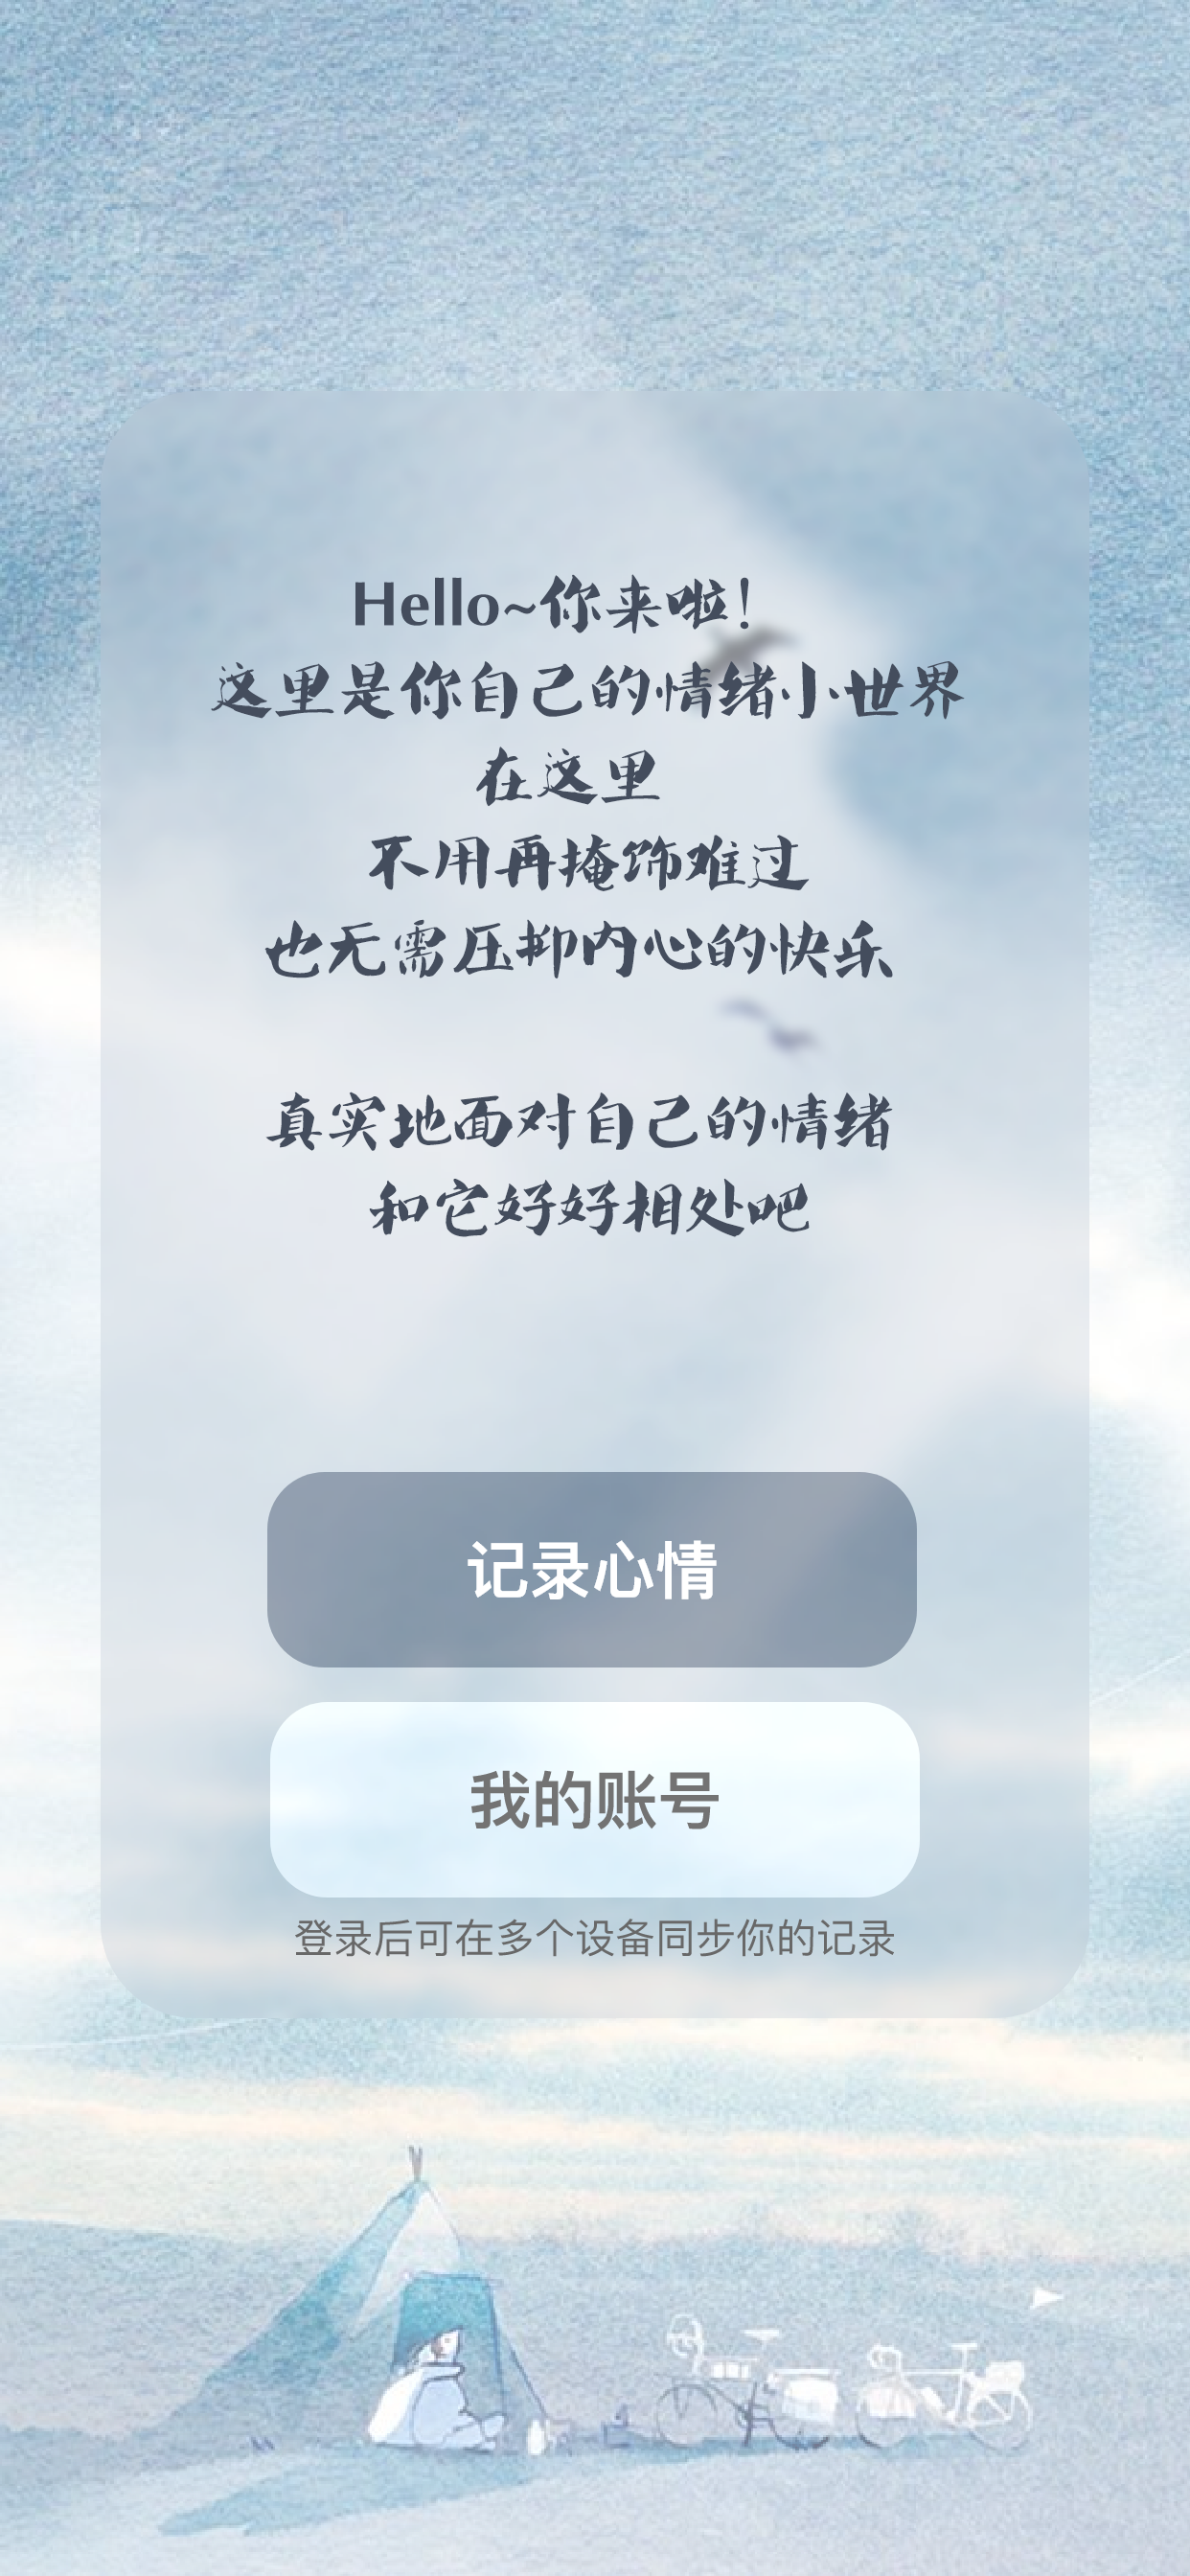 Hello~你来啦！
这里是你自己的情绪小世界
在这里
不用再掩饰难过
也无需压抑内心的快乐
真实地面对自己的情绪
和它好好相处吧
记录心情
我的账号
登录后可在多个设备同步你的记录